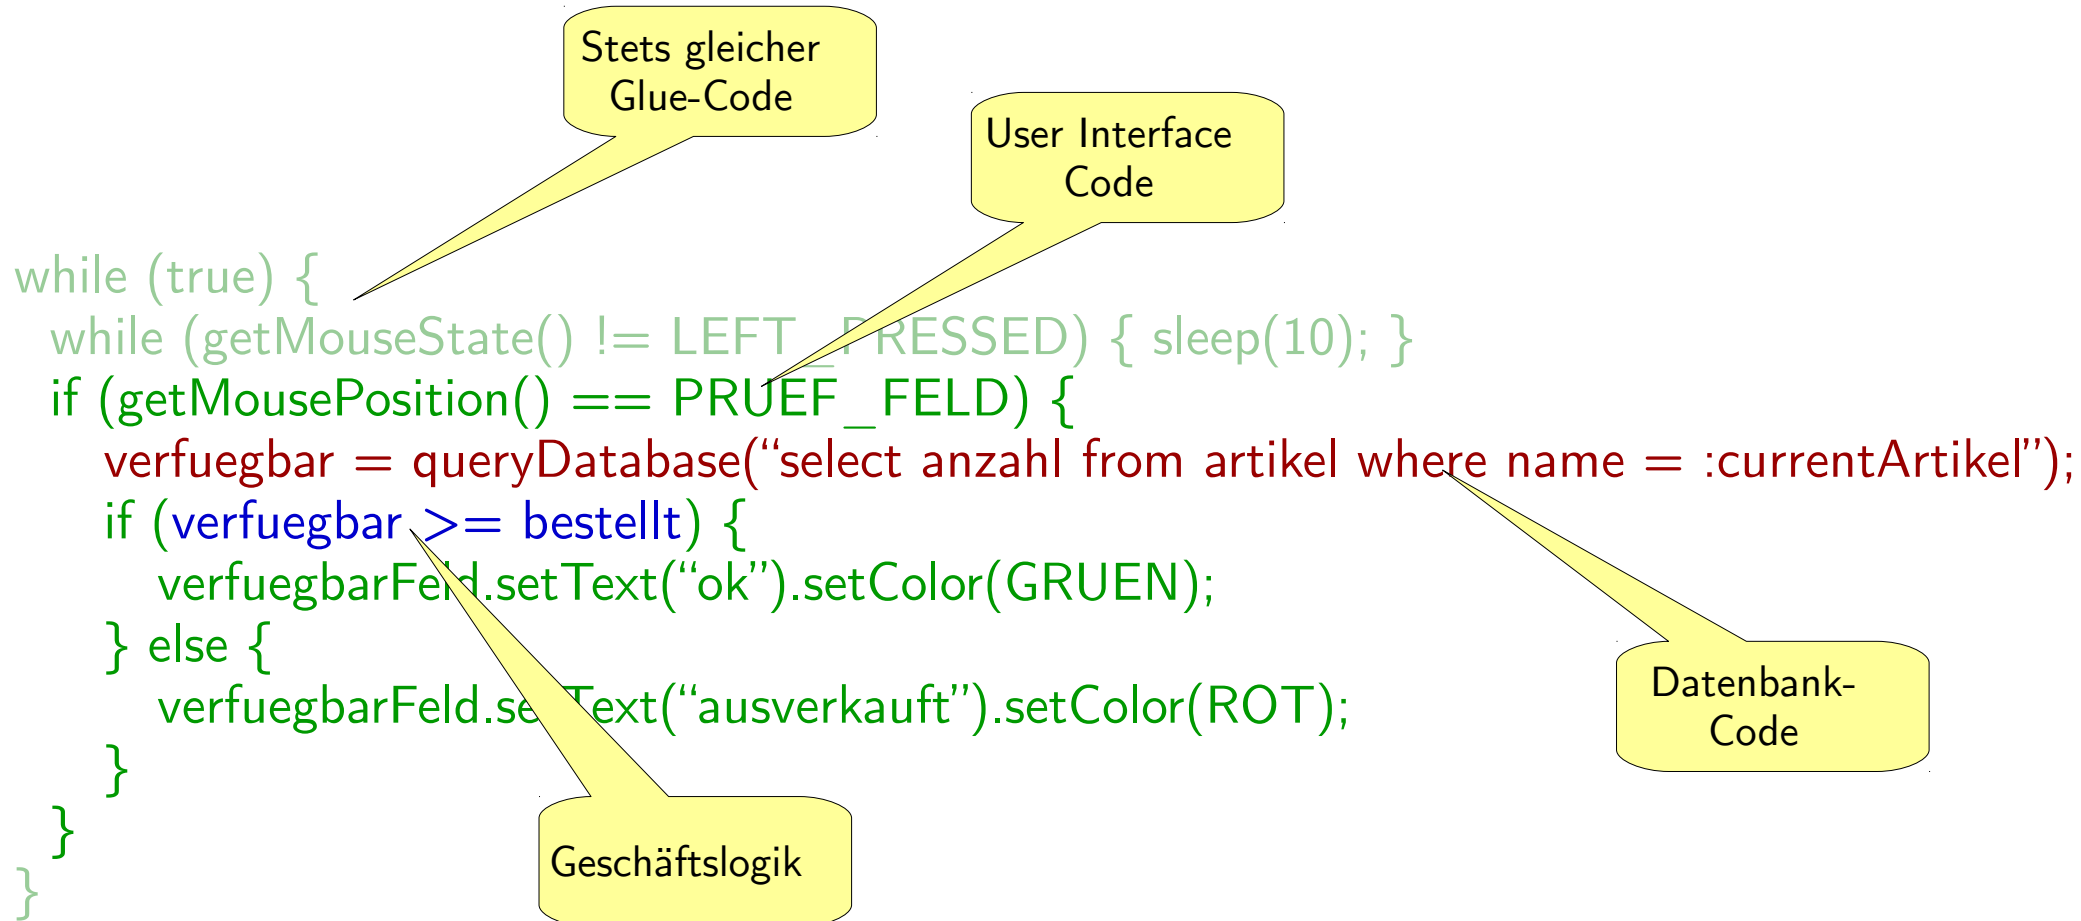 Stets gleicher
Glue-Code
User Interface
Code
while (true) {
while (getMouseState() != LEFT_PRESSED) { sleep(10); }
if (getMousePosition() == PRUEF_FELD) {
verfuegbar = queryDatabase(“select anzahl from artikel where name = :currentArtikel”);
if (verfuegbar >= bestellt) {
verfuegbarFeld.setText(“ok”).setColor(GRUEN);
} else {
verfuegbarFeld.setText(“ausverkauft”).setColor(ROT);
}
}
}
Datenbank-
Code
Geschäftslogik